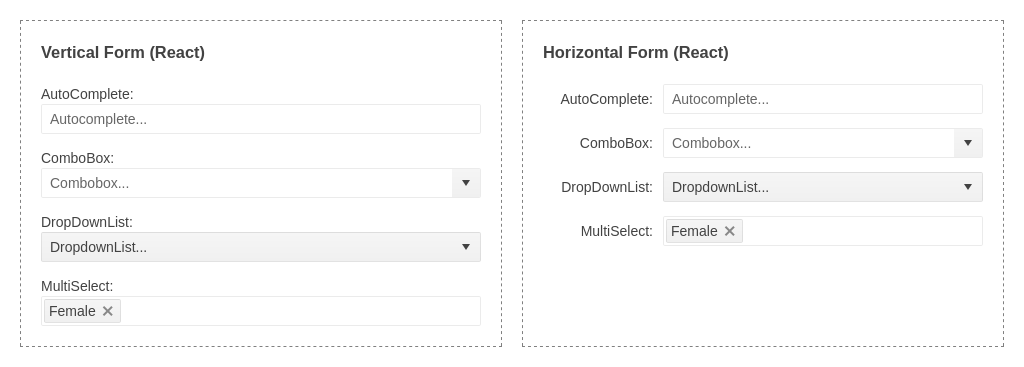 Vertical Form (React)
AutoComplete:
Autocomplete...
ComboBox:
Combobox...
DropDownList:
DropdownList...
MultiSelect:
Female
Horizontal Form (React)
AutoComplete: Autocomplete...
ComboBox: Combobox...
DropDownList: DropdownList...
MultiSelect: Female